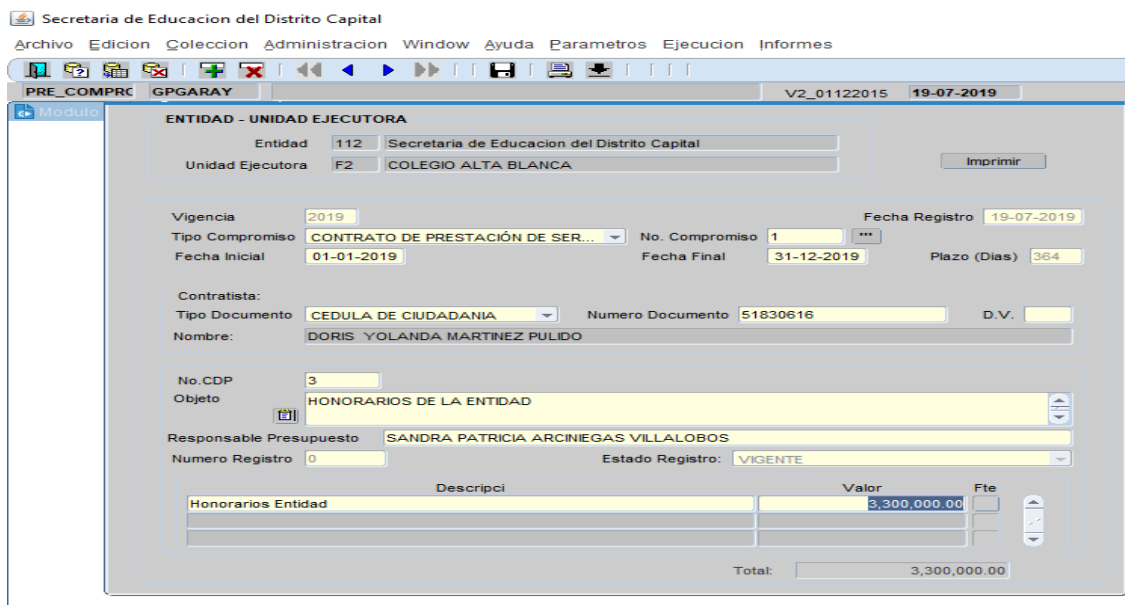 Secretaria de Educacion del Distrito Capital
Archivo Edicion Coleccion Administracion Window Ayuda Parametros Ejecucion Informes
PRE_COMPRC GPGARAY V2_01122015 19-07-2019
Modulo
ENTIDAD - UNIDAD EJECUTORA
Entidad 112 Secretaria de Educacion del Distrito Capital
Unidad Ejecutora F2 COLEGIO ALTA BLANCA Imprimir
Vigencia 2019 Fecha Registro 19-07-2019
Tipo Compromiso CONTRATO DE PRESTACIÓN DE SER... No. Compromiso 1 ***
Fecha Inicial 01-01-2019 Fecha Final 31-12-2019 Plazo (Dias) 364
Contratista:
Tipo Documento CEDULA DE CIUDADANIA Numero Documento 51830616 D.V.
Nombre: DORIS YOLANDA MARTINEZ PULIDO
No.CDP 3
Objeto HONORARIOS DE LA ENTIDAD
Responsable Presupuesto SANDRA PATRICIA ARCINIEGAS VILLALOBOS
Numero Registro 0 Estado Registro: VIGENTE
Descripci Valor Fte
Honorarios Entidad 3,300,000.00
Total: 3,300,000.00